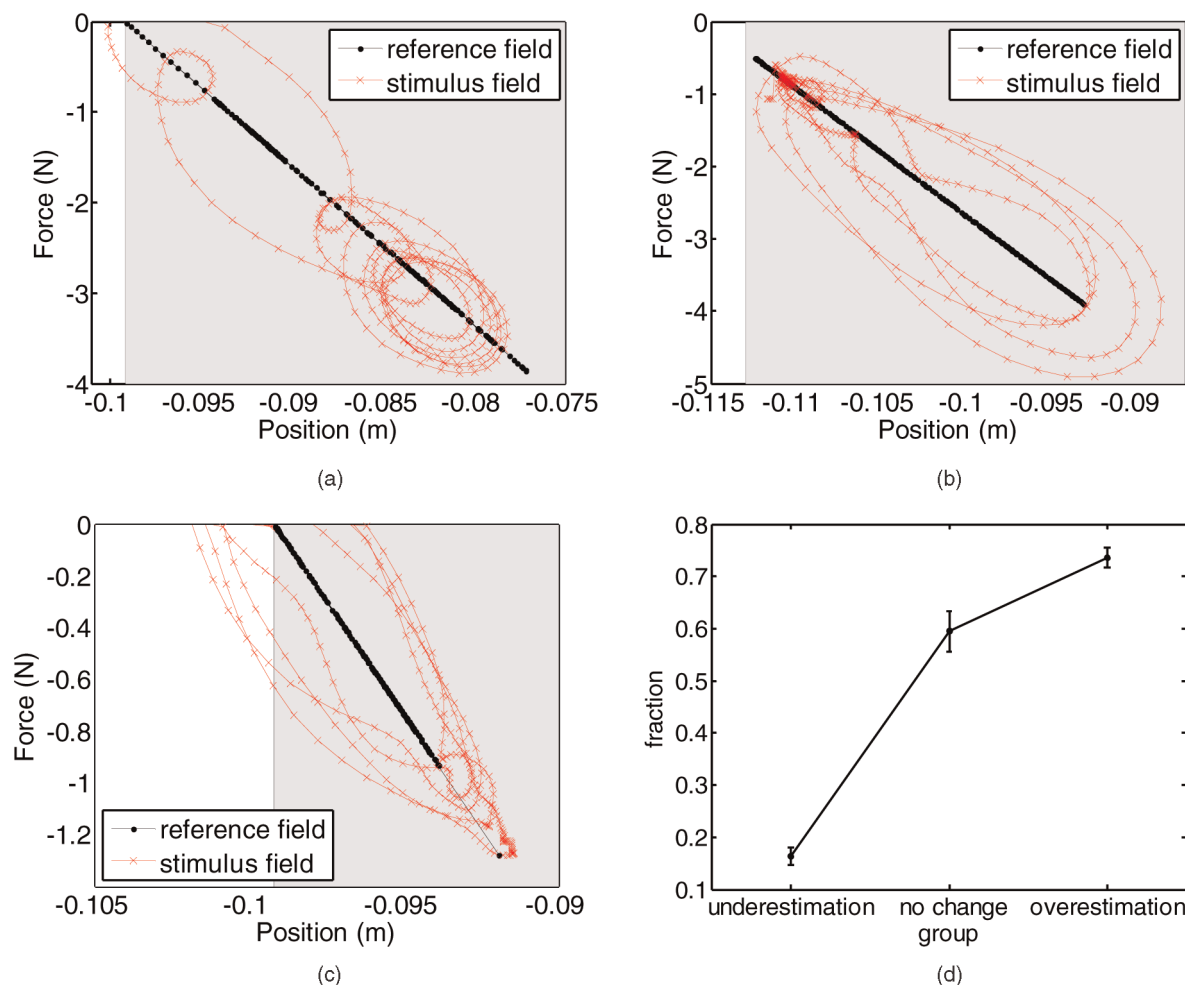 reference field
stimulus field
0
-1
-2
-3
-4
Force (N)
-0.1
-0.095
-0.09
-0.085
-0.08
-0.075
Position (m)
(a)
reference field
stimulus field
0
-1
-2
-3
-4
-5
Force (N)
-0.115
-0.11
-0.105
-0.1
-0.095
-0.09
Position (m)
(b)
0
-0.2
-0.4
-0.6
-0.8
-1
-1.2
Force (N)
reference field
stimulus field
-0.105
-0.1
-0.095
-0.09
Position (m)
(c)
0.8
0.7
0.6
0.5
0.4
0.3
0.2
0.1
fraction
underestimation
no change
overestimation
group
(d)